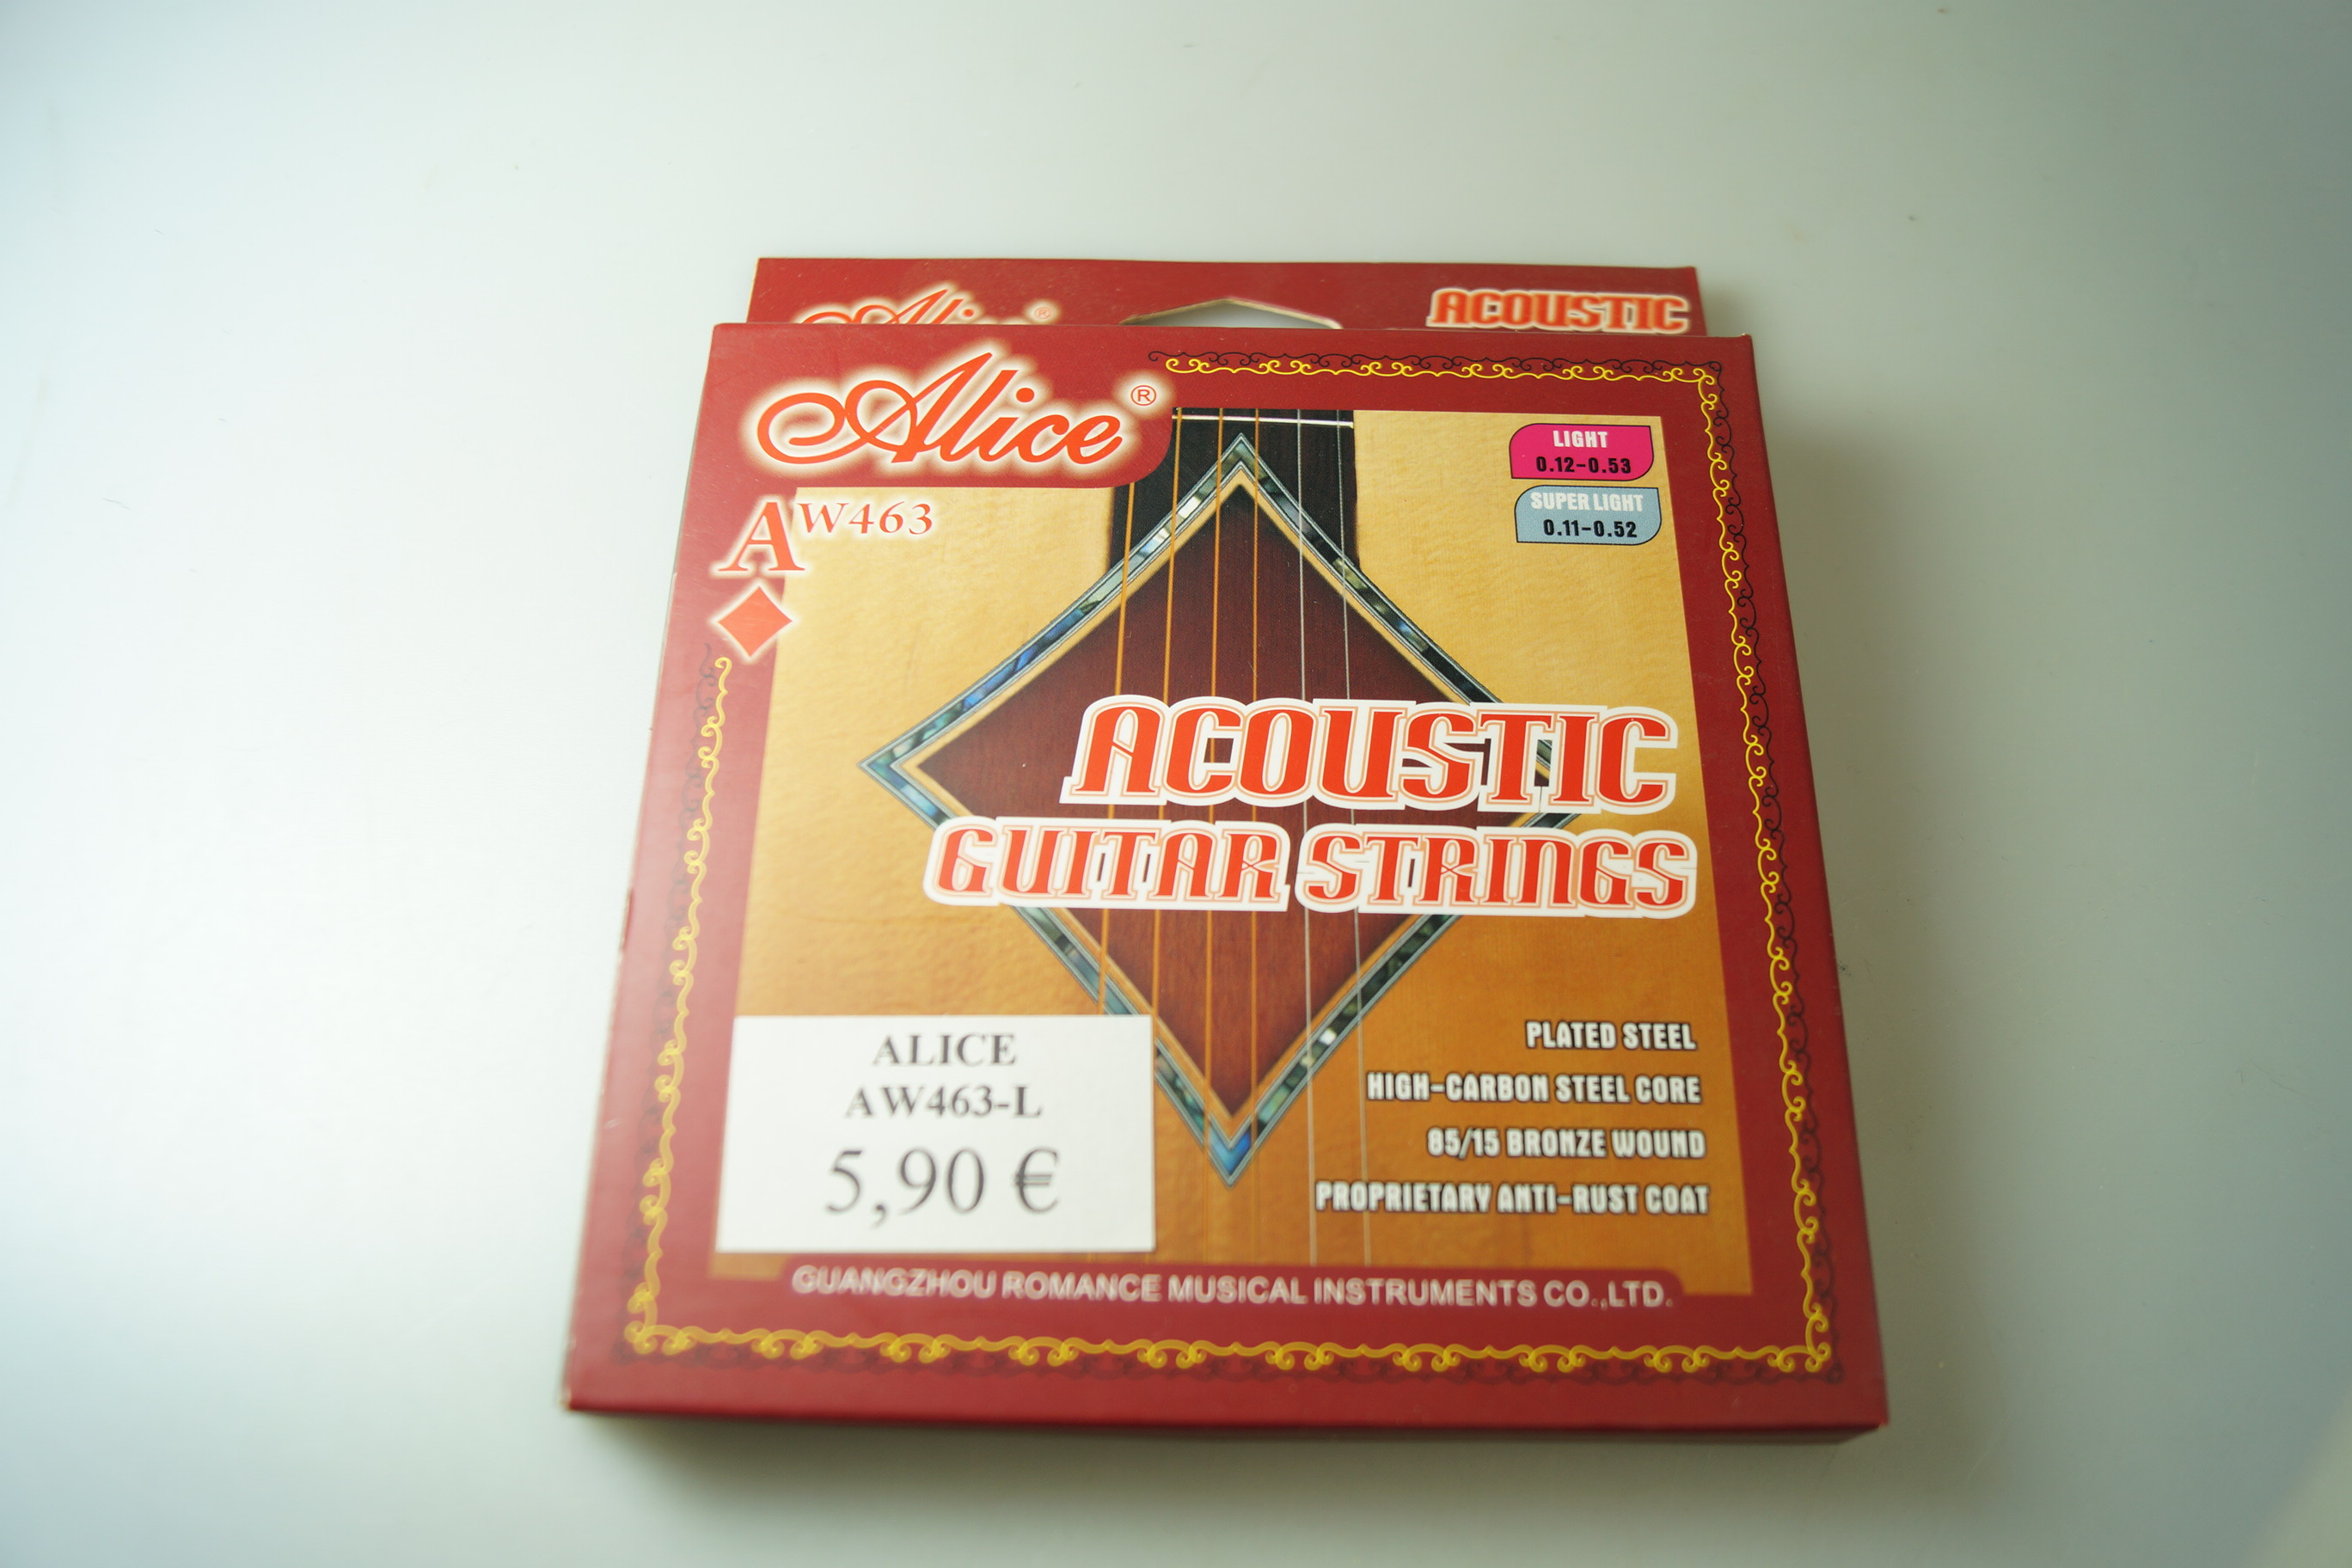 Alice®
ACOUSTIC
Alice®
AW463
LIGHT
0.12-0.53
SUPER LIGHT
0.11-0.52
ACOUSTIC
GUITAR STRINGS
PLATED STEEL
HIGH-CARBON STEEL CORE
85/15 BRONZE WOUND
PROPRIETARY ANTI-RUST COAT
ALICE
AW463-L
5,90 €
GUANGZHOU ROMANCE MUSICAL INSTRUMENTS CO.,LTD.